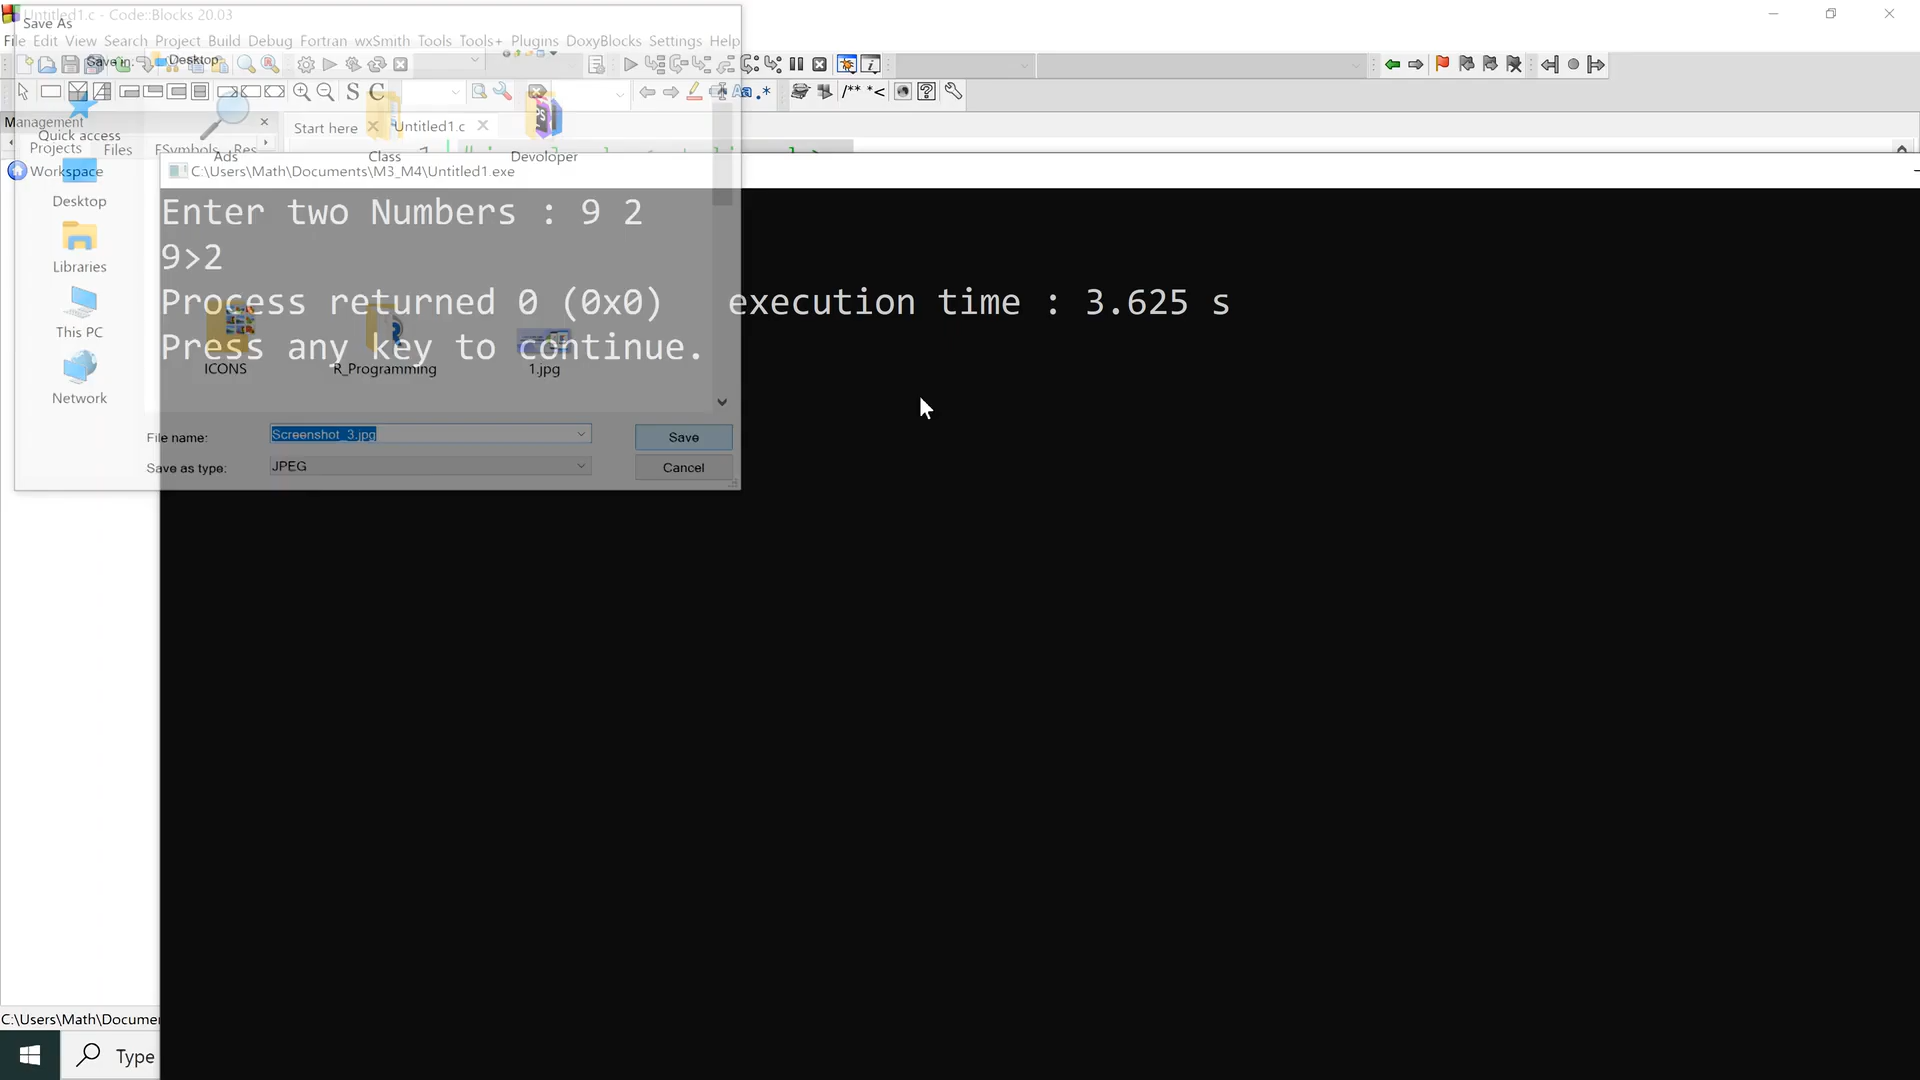 Untitled1.c - Code::Blocks 20.03
Save As
File Edit View Search Project Build Debug Fortran wxSmith Tools Tools+ Plugins DoxyBlocks Settings Help
Save in: Desktop
S C
/** *<
Management
Quick access
Start here
Untitled1.c
Projects Files FSymbols Res
Ads
Class
Devoloper
Workspace
C:\Users\Math\Documents\M3_M4\Untitled1.exe
Desktop
Enter two Numbers : 9 2
9>2
Libraries
Process returned 0 (0x0) execution time : 3.625 s
This PC
Press any key to continue.
ICONS
R_Programming
1.jpg
Network
File name: Screenshot_3.jpg
Save
Save as type: JPEG
Cancel
C:\Users\Math\Documen
Type